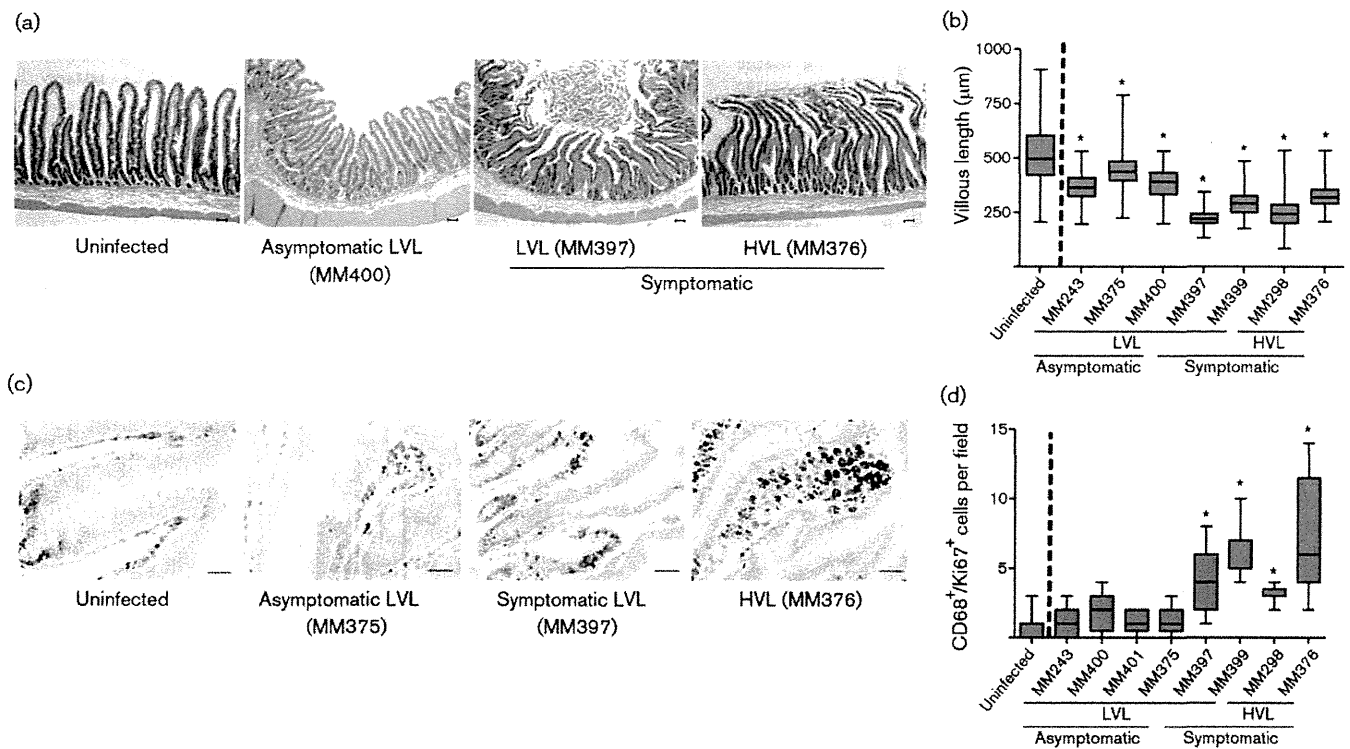 (a)
Uninfected
Asymptomatic LVL
(MM400)
LVL (MM397)
HVL (MM376)
Symptomatic
(b)
Villous length (μm)
1000
750
500
250
* * * * * * *
Uninfected
MM243
MM375
MM400
MM397
MM399
MM298
MM376
LVL
HVL
Asymptomatic
Symptomatic
(c)
Uninfected
Asymptomatic LVL
(MM375)
Symptomatic LVL
(MM397)
HVL (MM376)
(d)
CD68⁺/Ki67⁺ cells per field
15
10
5
* * * *
Uninfected
MM243
MM400
MM401
MM375
MM397
MM399
MM298
MM376
LVL
HVL
Asymptomatic
Symptomatic